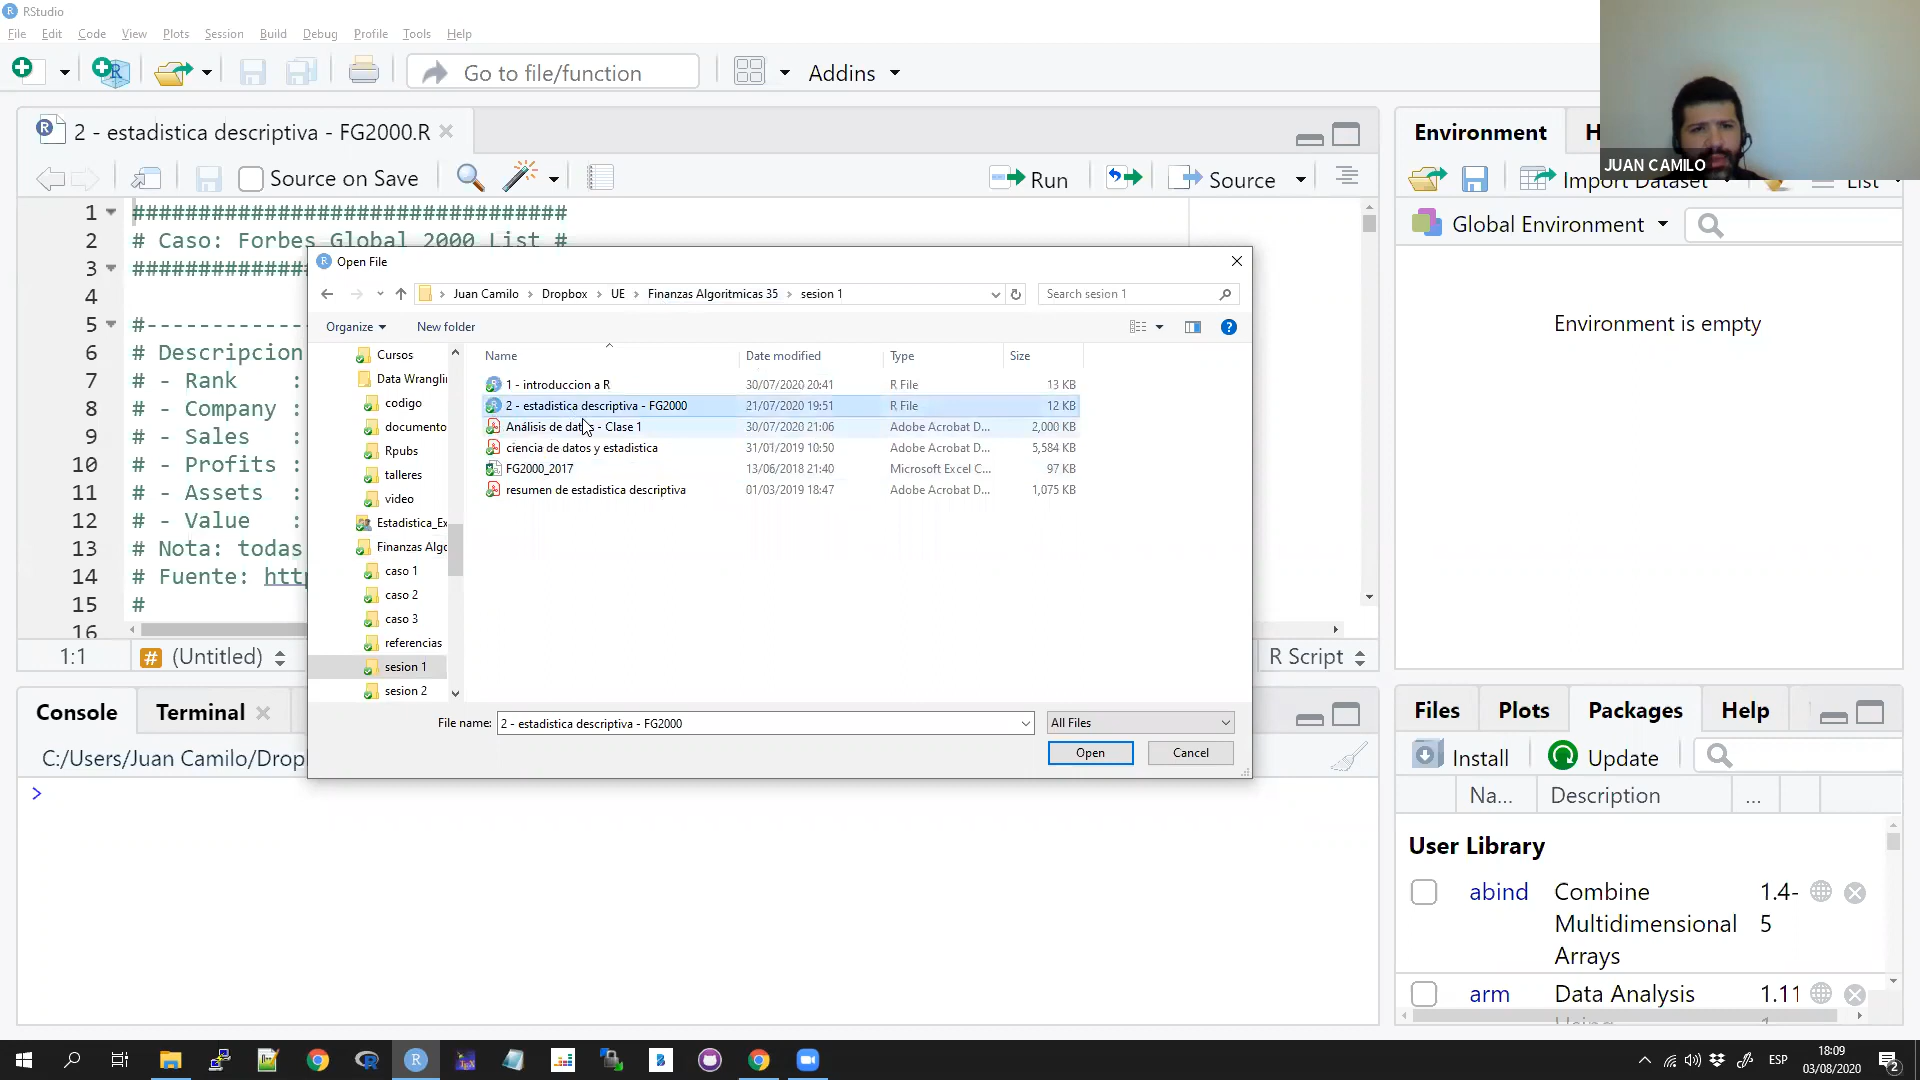 RStudio
File Edit Code View Plots Session Build Debug Profile Tools Help
Go to file/function
Addins
2 - estadistica descriptiva - FG2000.R
Source on Save
Run
Source
1 #################################
2 # Caso: Forbes Global 2000 List #
3 #############
4
5 #------------
6 # Descripcion
7 # - Rank :
8 # - Company :
9 # - Sales :
10 # - Profits :
11 # - Assets :
12 # - Value :
13 # Nota: todas
14 # Fuente: http
15 #
16
1:1 (Untitled) R Script
Open File
Juan Camilo > Dropbox > UE > Finanzas Algoritmicas 35 > sesion 1
Search sesion 1
Organize New folder
Cursos
Data Wranglin
codigo
documento
Rpubs
talleres
video
Estadistica_Ex
Finanzas Algo
caso 1
caso 2
caso 3
referencias
sesion 1
sesion 2
Name Date modified Type Size
1 - introduccion a R 30/07/2020 20:41 R File 13 KB
2 - estadistica descriptiva - FG2000 21/07/2020 19:51 R File 12 KB
Análisis de datos - Clase 1 30/07/2020 21:06 Adobe Acrobat D... 2,000 KB
ciencia de datos y estadistica 31/01/2019 10:50 Adobe Acrobat D... 5,584 KB
FG2000_2017 13/06/2018 21:40 Microsoft Excel C... 97 KB
resumen de estadistica descriptiva 01/03/2019 18:47 Adobe Acrobat D... 1,075 KB
File name: 2 - estadistica descriptiva - FG2000
All Files
Open Cancel
Console Terminal
C:/Users/Juan Camilo/Drop
>
Environment H
JUAN CAMILO
Import Dataset List
Global Environment
Environment is empty
Files Plots Packages Help
Install Update
Na... Description ...
User Library
abind Combine Multidimensional Arrays 1.4-5
arm Data Analysis Using 1.11
ESP
18:09
03/08/2020
2